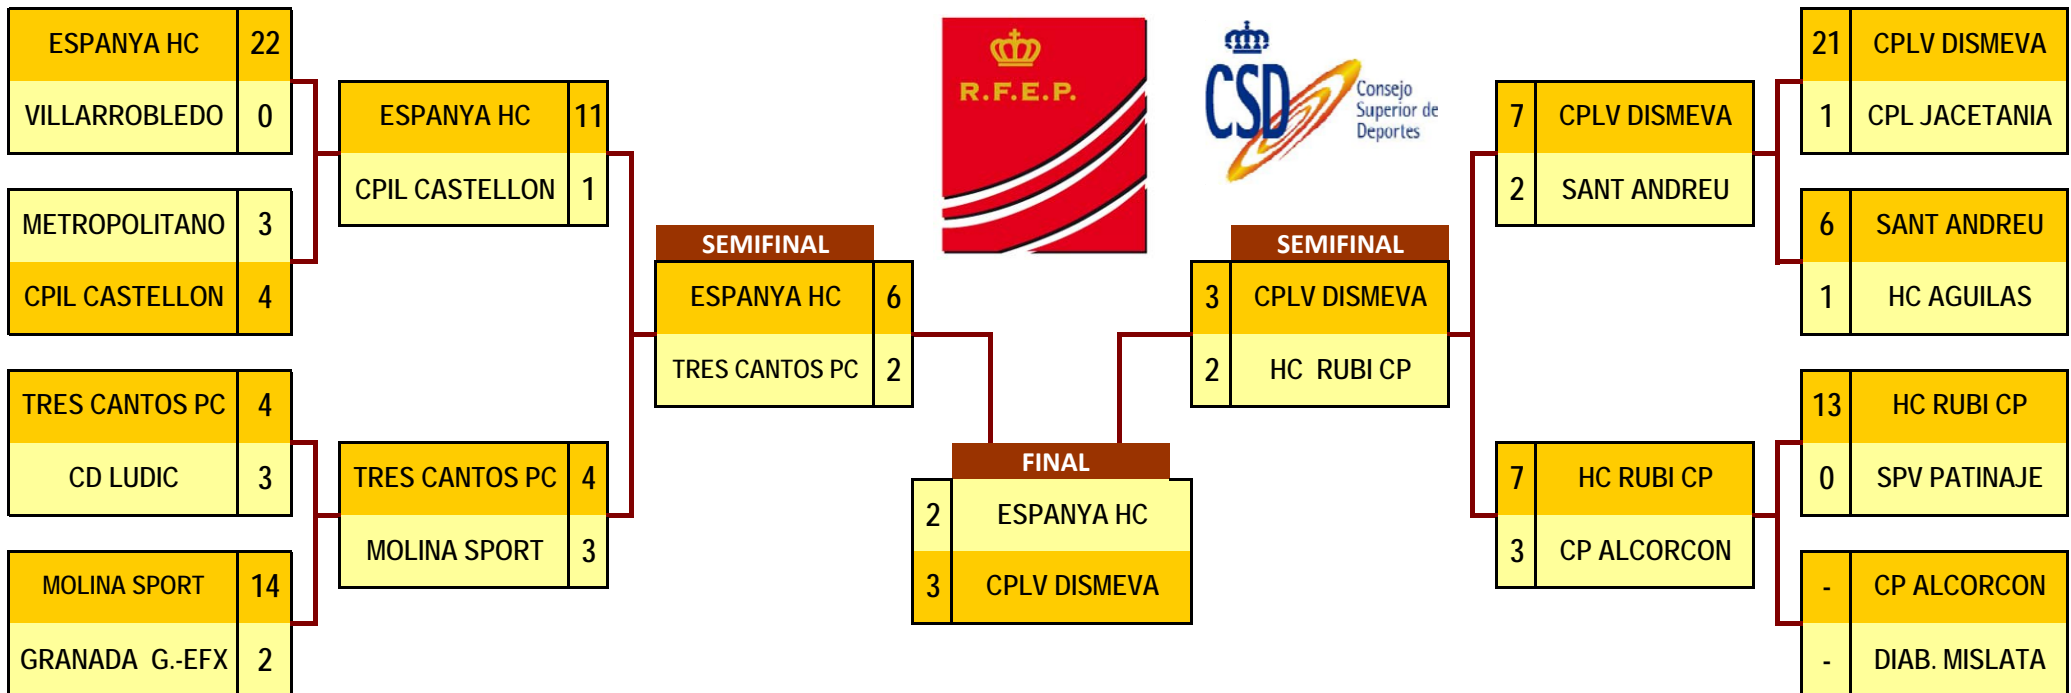 ESPANYA HC 22
VILLARROBLEDO 0
METROPOLITANO 3
CPIL CASTELLON 4
TRES CANTOS PC 4
CD LUDIC 3
MOLINA SPORT 14
GRANADA G.-EFX 2
ESPANYA HC 11
CPIL CASTELLON 1
TRES CANTOS PC 4
MOLINA SPORT 3
SEMIFINAL
ESPANYA HC 6
TRES CANTOS PC 2
R.F.E.P.
CSD
Consejo
Superior de
Deportes
FINAL
2 ESPANYA HC
3 CPLV DISMEVA
SEMIFINAL
3 CPLV DISMEVA
2 HC RUBI CP
7 CPLV DISMEVA
2 SANT ANDREU
7 HC RUBI CP
3 CP ALCORCON
21 CPLV DISMEVA
1 CPL JACETANIA
6 SANT ANDREU
1 HC AGUILAS
13 HC RUBI CP
0 SPV PATINAJE
- CP ALCORCON
- DIAB. MISLATA